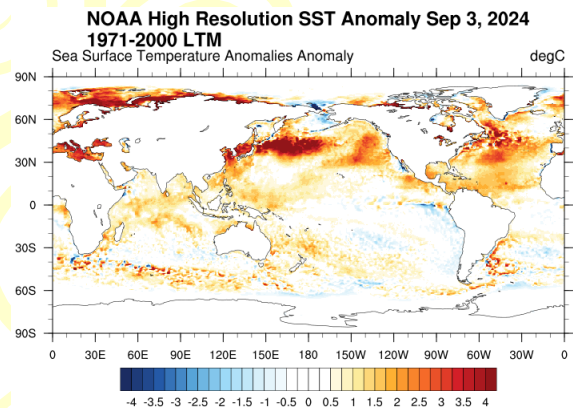 NOAA High Resolution SST Anomaly Sep 3, 2024
1971-2000 LTM
Sea Surface Temperature Anomalies Anomaly degC
90N
60N
30N
0
30S
60S
90S
0 30E 60E 90E 120E 150E 180 150W 120W 90W 60W 30W 0
-4 -3.5 -3 -2.5 -2 -1.5 -1 -0.5 0 0.5 1 1.5 2 2.5 3 3.5 4